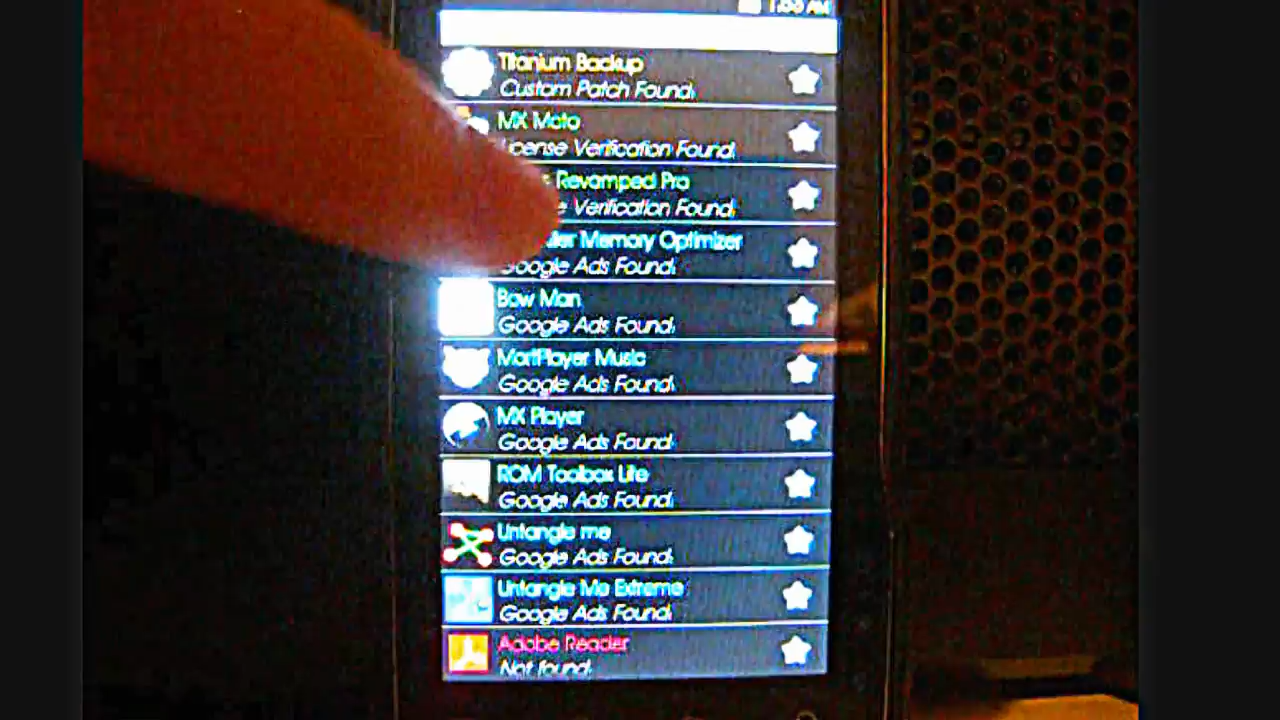 AM
Titanium Backup
Custom Patch Found.
MX Moto
License Verification Found.
Revamped Pro
Verification Found.
Memory Optimizer
Google Ads Found.
Bow Man
Google Ads Found.
MortPlayer Music
Google Ads Found.
MX Player
Google Ads Found.
ROM Toolbox Lite
Google Ads Found.
Untangle me
Google Ads Found.
Untangle Me Extreme
Google Ads Found.
Adobe Reader
Not found.